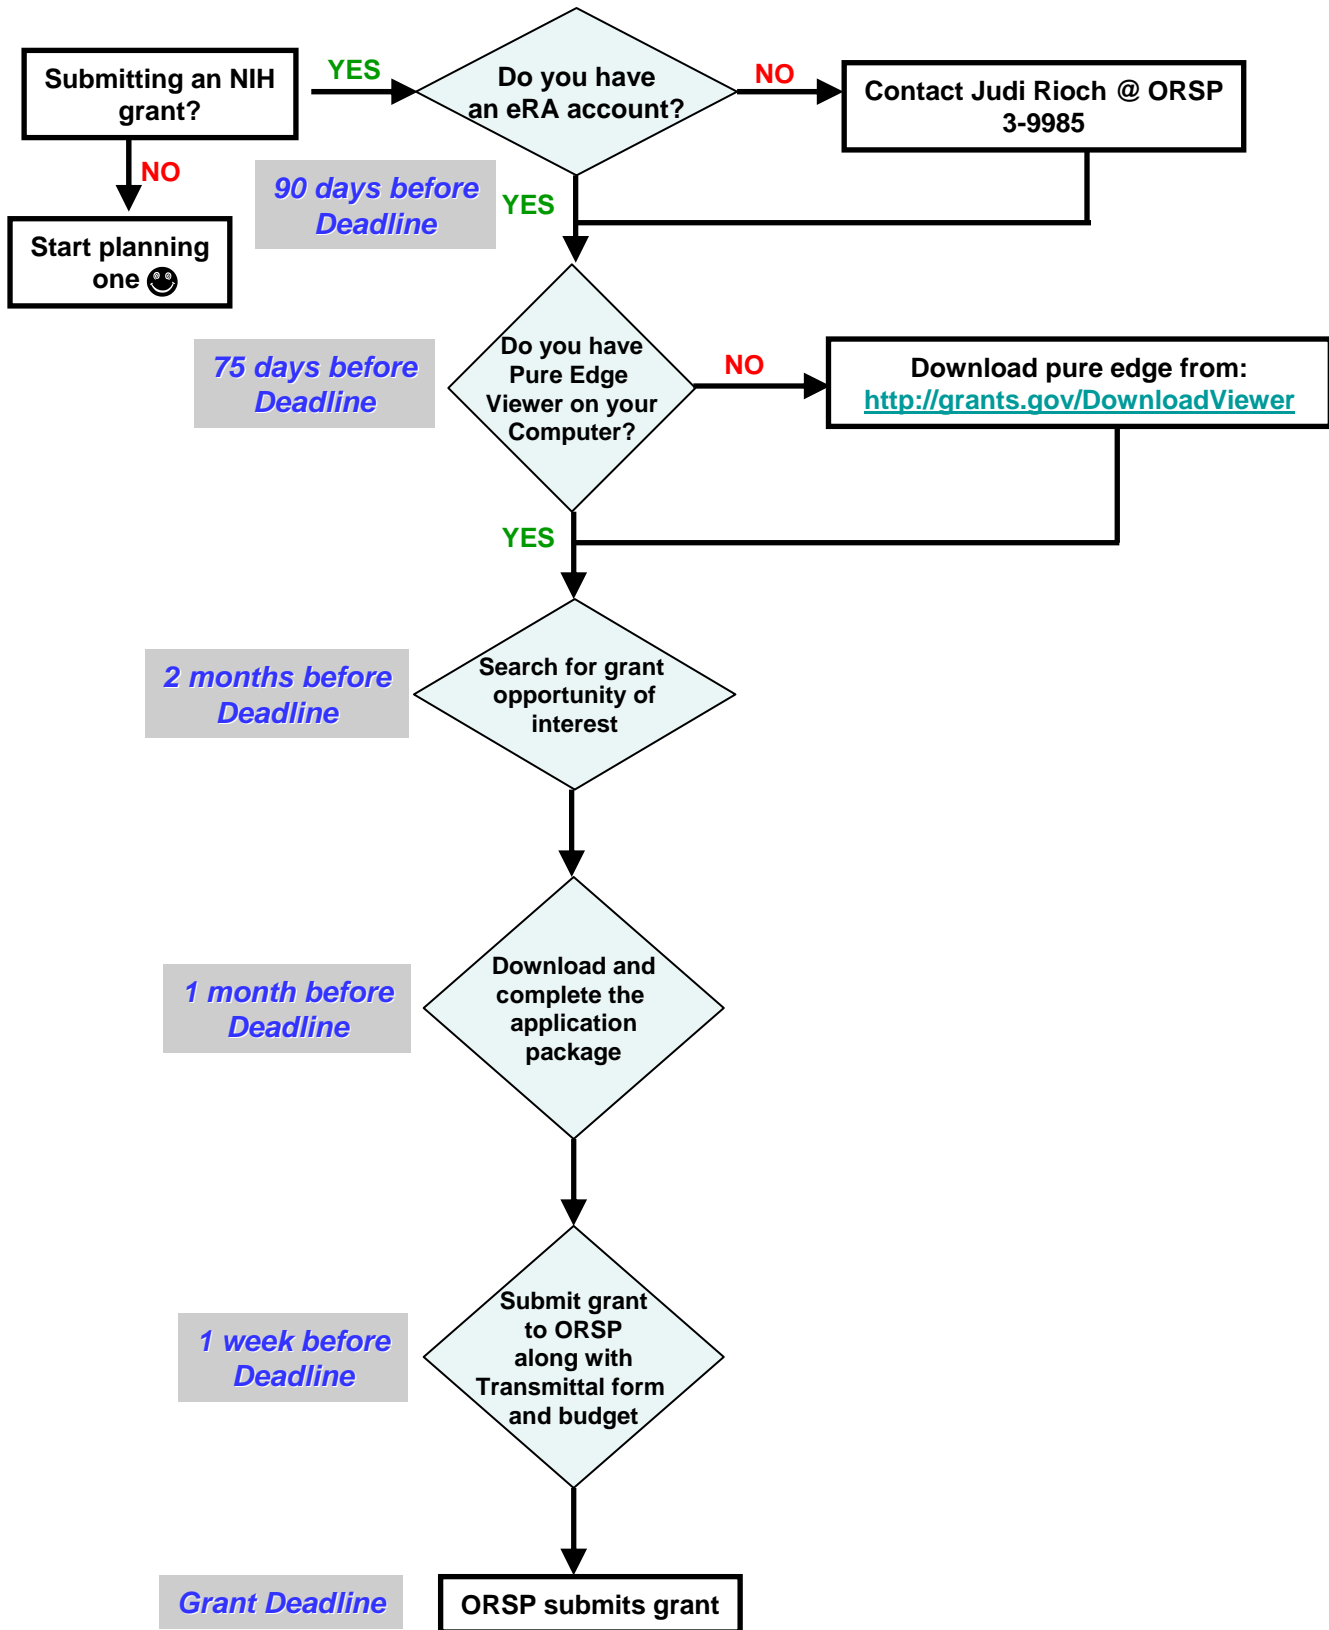 Submitting an NIH
grant?
YES
Do you have
an eRA account?
NO
Contact Judi Rioch @ ORSP
3-9985
NO
Start planning
one
90 days before
Deadline
YES
75 days before
Deadline
Do you have
Pure Edge
Viewer on your
Computer?
NO
Download pure edge from:
http://grants.gov/DownloadViewer
YES
2 months before
Deadline
Search for grant
opportunity of
interest
1 month before
Deadline
Download and
complete the
application
package
1 week before
Deadline
Submit grant
to ORSP
along with
Transmittal form
and budget
Grant Deadline
ORSP submits grant